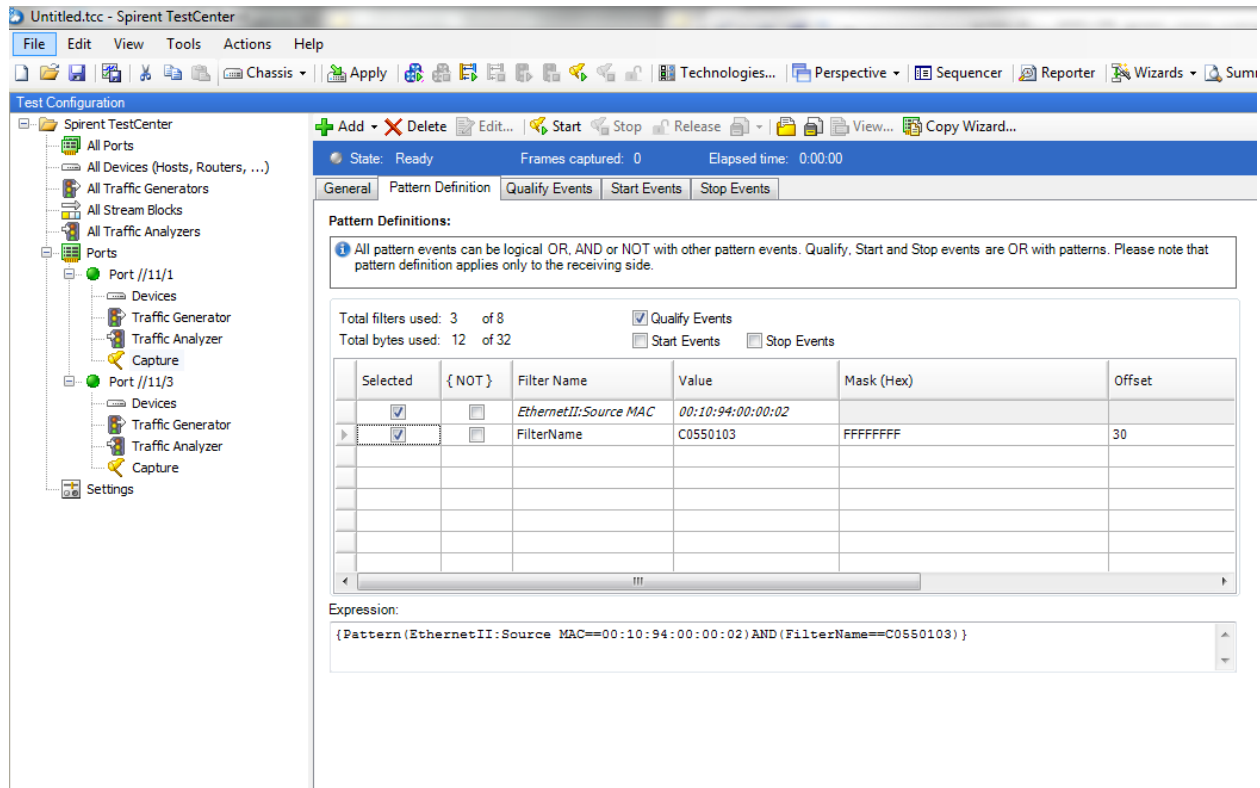 Untitled.tcc - Spirent TestCenter
File Edit View Tools Actions Help
Chassis Apply Technologies... Perspective Sequencer Reporter Wizards
Test Configuration
Spirent TestCenter
All Ports
All Devices (Hosts, Routers, ...)
All Traffic Generators
All Stream Blocks
All Traffic Analyzers
Ports
Port //11/1
Devices
Traffic Generator
Traffic Analyzer
Capture
Port //11/3
Devices
Traffic Generator
Traffic Analyzer
Capture
Settings
Add Delete Edit... Start Stop Release View... Copy Wizard...
State: Ready Frames captured: 0 Elapsed time: 0:00:00
General Pattern Definition Qualify Events Start Events Stop Events
Pattern Definitions:
All pattern events can be logical OR, AND or NOT with other pattern events. Qualify, Start and Stop events are OR with patterns. Please note that
pattern definition applies only to the receiving side.
Total filters used: 3 of 8 Qualify Events
Total bytes used: 12 of 32 Start Events Stop Events
Selected {NOT} Filter Name Value Mask (Hex) Offset
EthernetII:Source MAC 00:10:94:00:00:02
FilterName C0550103 FFFFFFFF 30
Expression:
{Pattern(EthernetII:Source MAC==00:10:94:00:00:02)AND(FilterName==C0550103)}